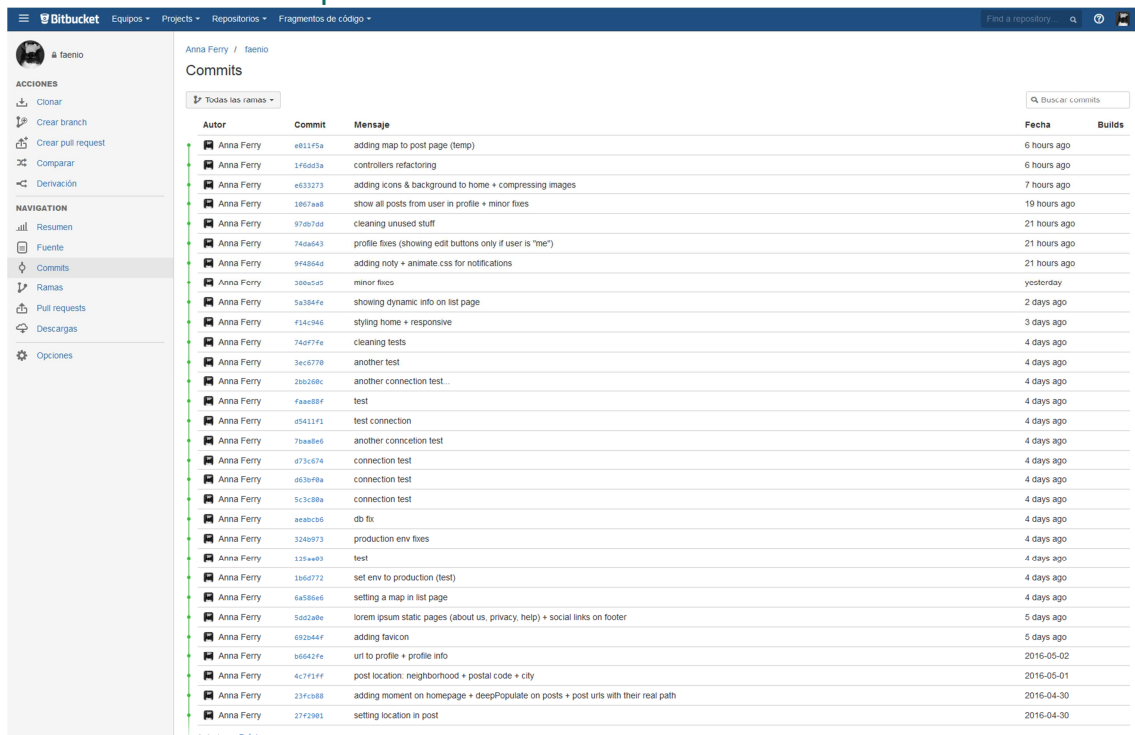 Bitbucket Equipos Projects Repositorios Fragmentos de código Find a repository...
faenio
Anna Ferry / faenio
Commits
ACCIONES
Clonar
Crear branch
Crear pull request
Comparar
Derivación
NAVIGATION
Resumen
Fuente
Commits
Ramas
Pull requests
Descargas
Opciones
Todas las ramas Buscar commits
Autor Commit Mensaje Fecha Builds
Anna Ferry e011f5a adding map to post page (temp) 6 hours ago
Anna Ferry 1f6dd3a controllers refactoring 6 hours ago
Anna Ferry e633273 adding icons & background to home + compressing images 7 hours ago
Anna Ferry 1067aa8 show all posts from user in profile + minor fixes 19 hours ago
Anna Ferry 97db7dd cleaning unused stuff 21 hours ago
Anna Ferry 74da643 profile fixes (showing edit buttons only if user is "me") 21 hours ago
Anna Ferry 9f4864d adding noty + animate.css for notifications 21 hours ago
Anna Ferry 300a5d5 minor fixes yesterday
Anna Ferry 5a384fe showing dynamic info on list page 2 days ago
Anna Ferry f14c946 styling home + responsive 3 days ago
Anna Ferry 74df7fe cleaning tests 4 days ago
Anna Ferry 3ec6770 another test 4 days ago
Anna Ferry 2bb260c another connection test... 4 days ago
Anna Ferry faae88f test 4 days ago
Anna Ferry d5411f1 test connection 4 days ago
Anna Ferry 7baa8e6 another conncetion test 4 days ago
Anna Ferry d73c674 connection test 4 days ago
Anna Ferry d63bf0a connection test 4 days ago
Anna Ferry 5c3c80a connection test 4 days ago
Anna Ferry aeabcb6 db fix 4 days ago
Anna Ferry 324b973 production env fixes 4 days ago
Anna Ferry test 4 days ago
Anna Ferry 1b6d772 set env to production (test) 4 days ago
Anna Ferry 6a586e6 setting a map in list page 4 days ago
Anna Ferry 5dd2a0e lorem ipsum static pages (about us, privacy, help) + social links on footer 5 days ago
Anna Ferry 692b44f adding favicon 5 days ago
Anna Ferry b6642fe url to profile + profile info 2016-05-02
Anna Ferry 4c7f1ff post location: neighborhood + postal code + city 2016-05-01
Anna Ferry 23fcb88 adding moment on homepage + deepPopulate on posts + post urls with their real path 2016-04-30
Anna Ferry 27f2901 setting location in post 2016-04-30